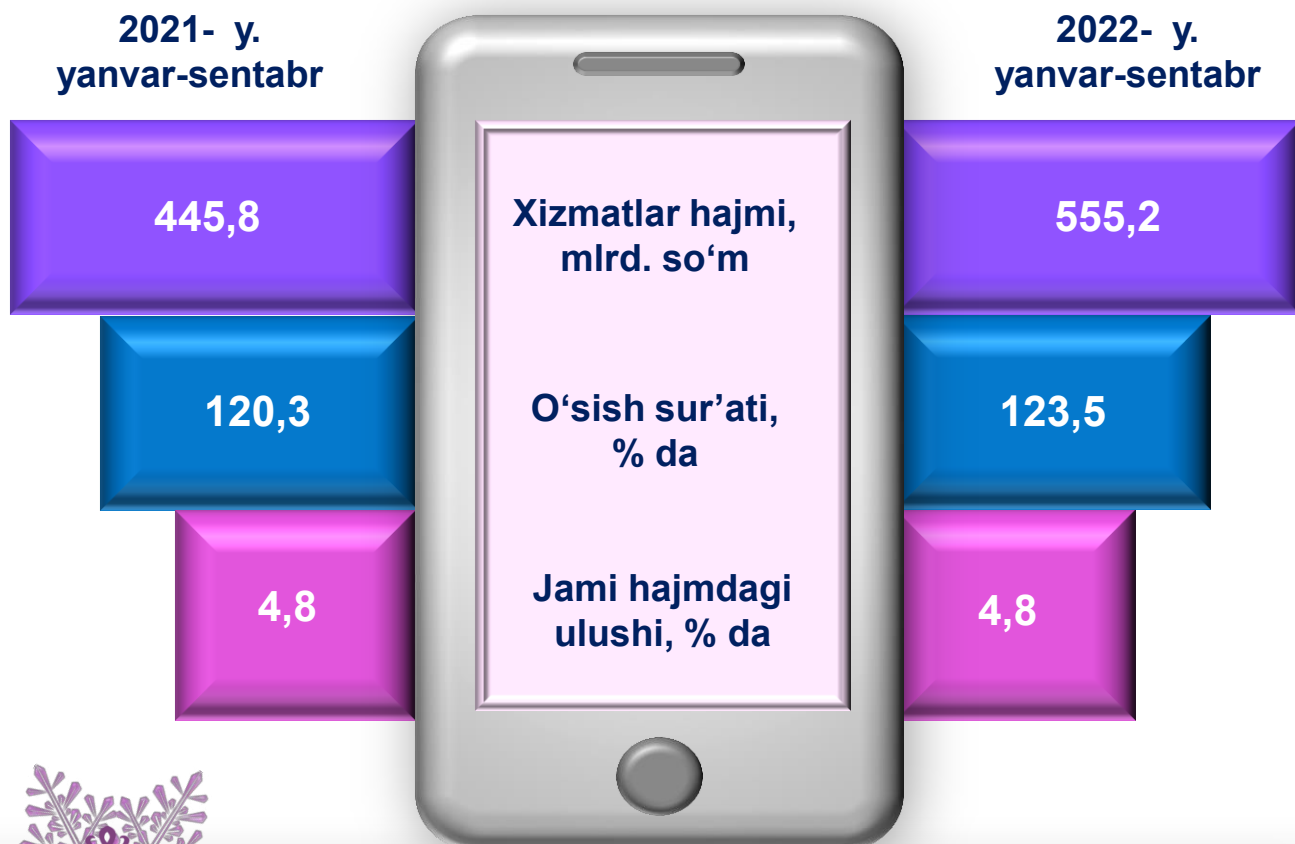 2021- y.
yanvar-sentabr
2022- y.
yanvar-sentabr
445,8
Xizmatlar hajmi,
mlrd. so‘m
555,2
120,3
O‘sish sur’ati,
% da
123,5
4,8
Jami hajmdagi
ulushi, % da
4,8